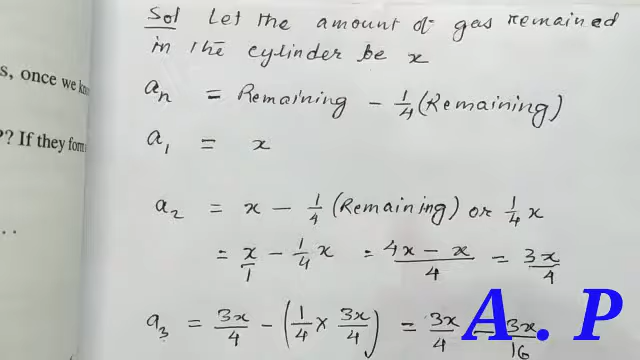 s, once we kno
P? If they form
..
Sol Let the amount of gas remained
in the cylinder be x
aₙ = Remaining - 1/4 (Remaining)
a₁ = x
a₂ = x - 1/4 (Remaining) or 1/4 x
= x/1 - 1/4 x = (4x - x)/4 = 3x/4
a₃ = 3x/4 - (1/4 × 3x/4) = 3x/4 - 3x/16
A.P